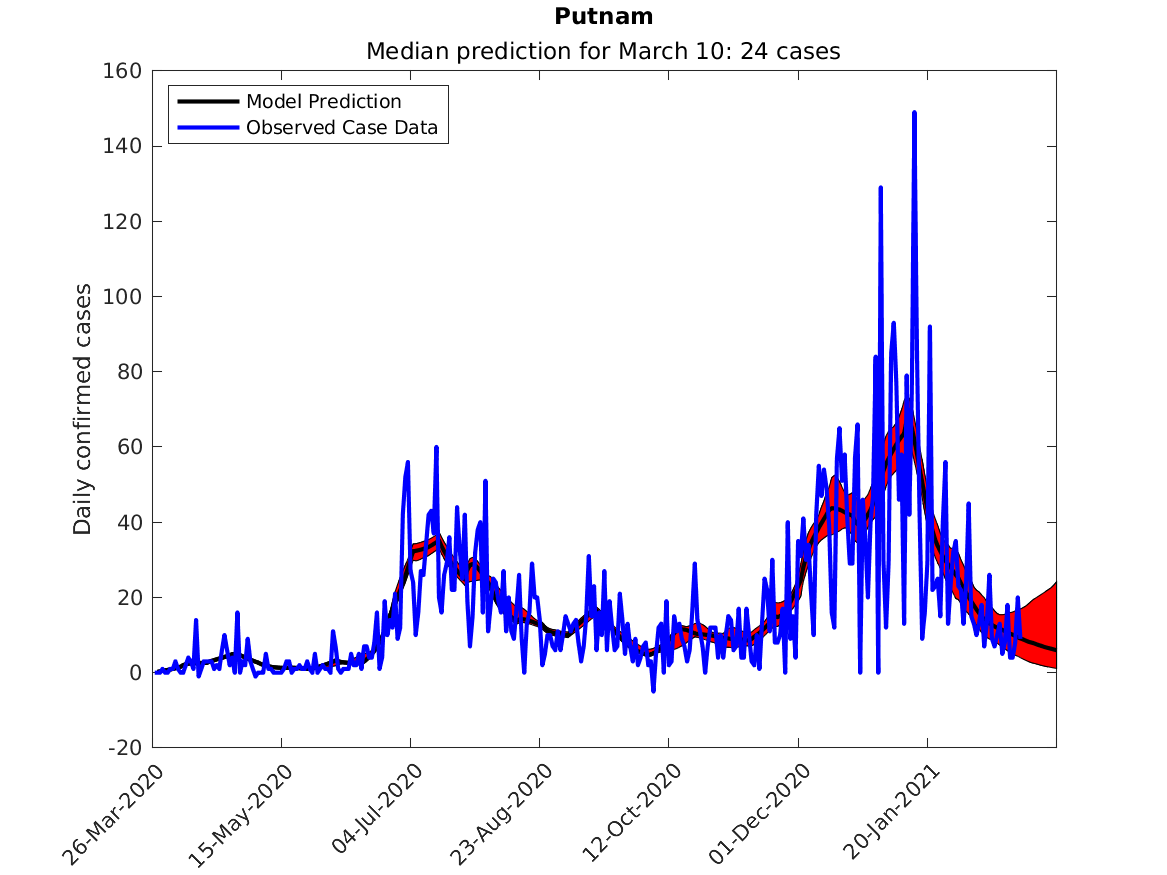 Putnam
Median prediction for March 10: 24 cases
160
140
120
100
80
60
40
20
0
-20
Model Prediction
Observed Case Data
Daily confirmed cases
26-Mar-2020
15-May-2020
04-Jul-2020
23-Aug-2020
12-Oct-2020
01-Dec-2020
20-Jan-2021